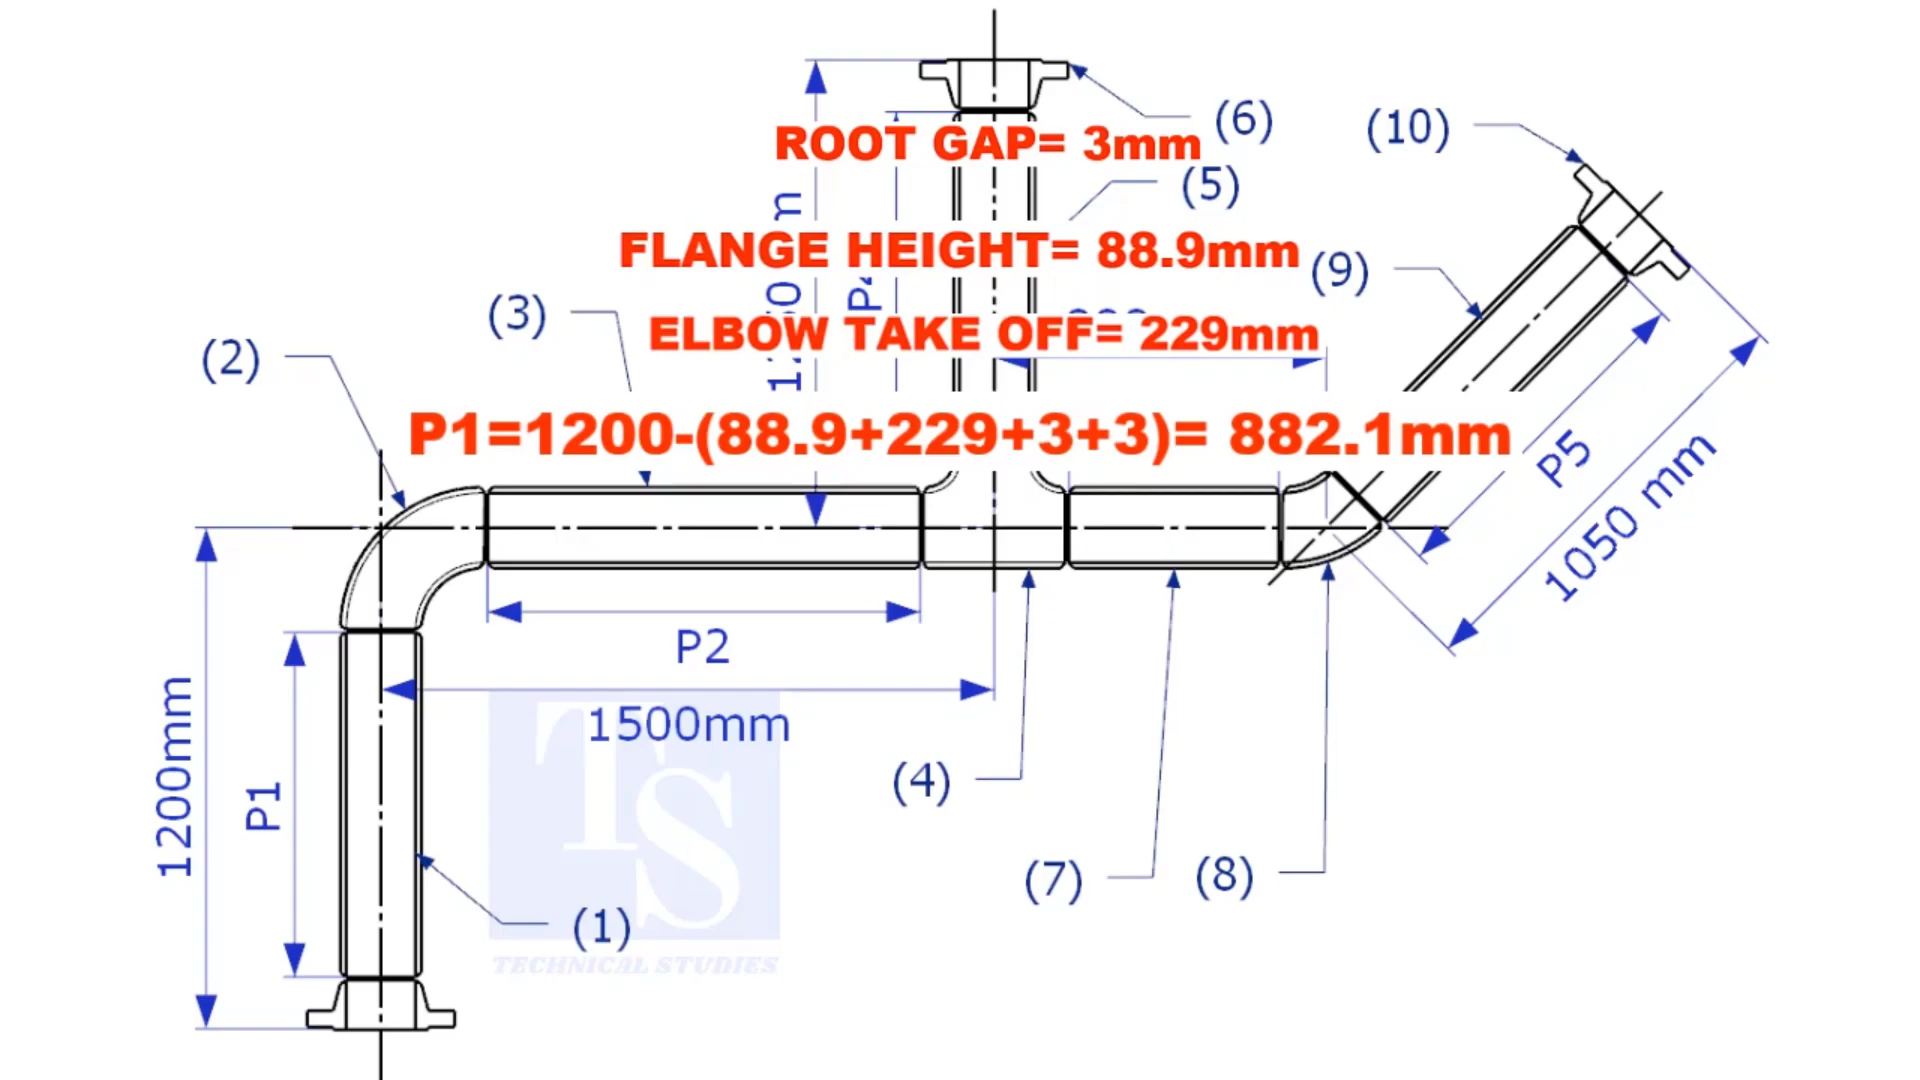 (6)
(10)
ROOT GAP= 3mm
(5)
FLANGE HEIGHT= 88.9mm
(9)
(3)
ELBOW TAKE OFF= 229mm
(2)
P1=1200-(88.9+229+3+3)= 882.1mm
P5
1050 mm
P2
1500mm
1200mm
P1
(4)
(7)
(8)
(1)
TS
TECHNICAL STUDIES